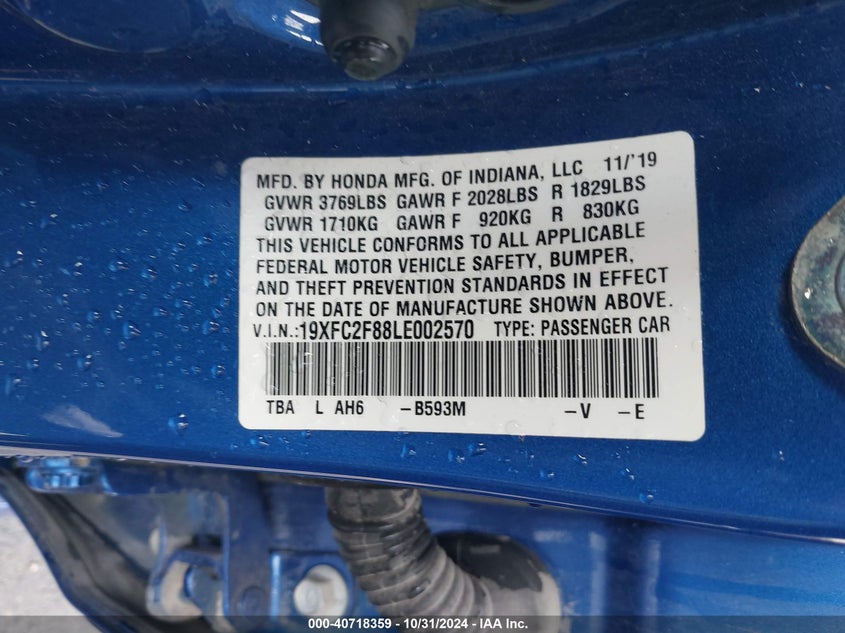 MFD. BY HONDA MFG. OF INDIANA, LLC 11/'19
GVWR 3769LBS GAWR F 2028LBS R 1829LBS
GVWR 1710KG GAWR F 920KG R 830KG
THIS VEHICLE CONFORMS TO ALL APPLICABLE
FEDERAL MOTOR VEHICLE SAFETY, BUMPER,
AND THEFT PREVENTION STANDARDS IN EFFECT
ON THE DATE OF MANUFACTURE SHOWN ABOVE.
V.I.N.:19XFC2F88LE002570 TYPE: PASSENGER CAR
TBA L AH6 -B593M -V -E
000-40718359 - 10/31/2024 - IAA Inc.